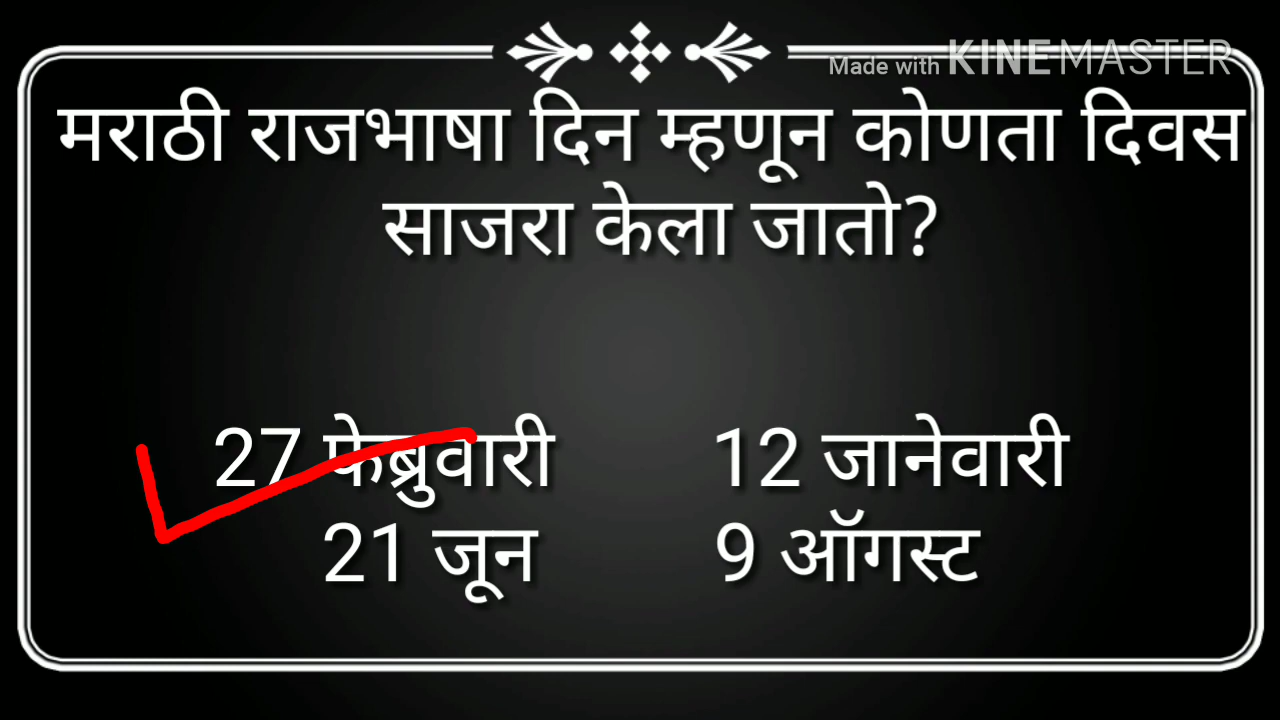 Made with KINEMASTER
मराठी राजभाषा दिन म्हणून कोणता दिवस
साजरा केला जातो?
27 फेब्रुवारी 12 जानेवारी
21 जून 9 ऑगस्ट